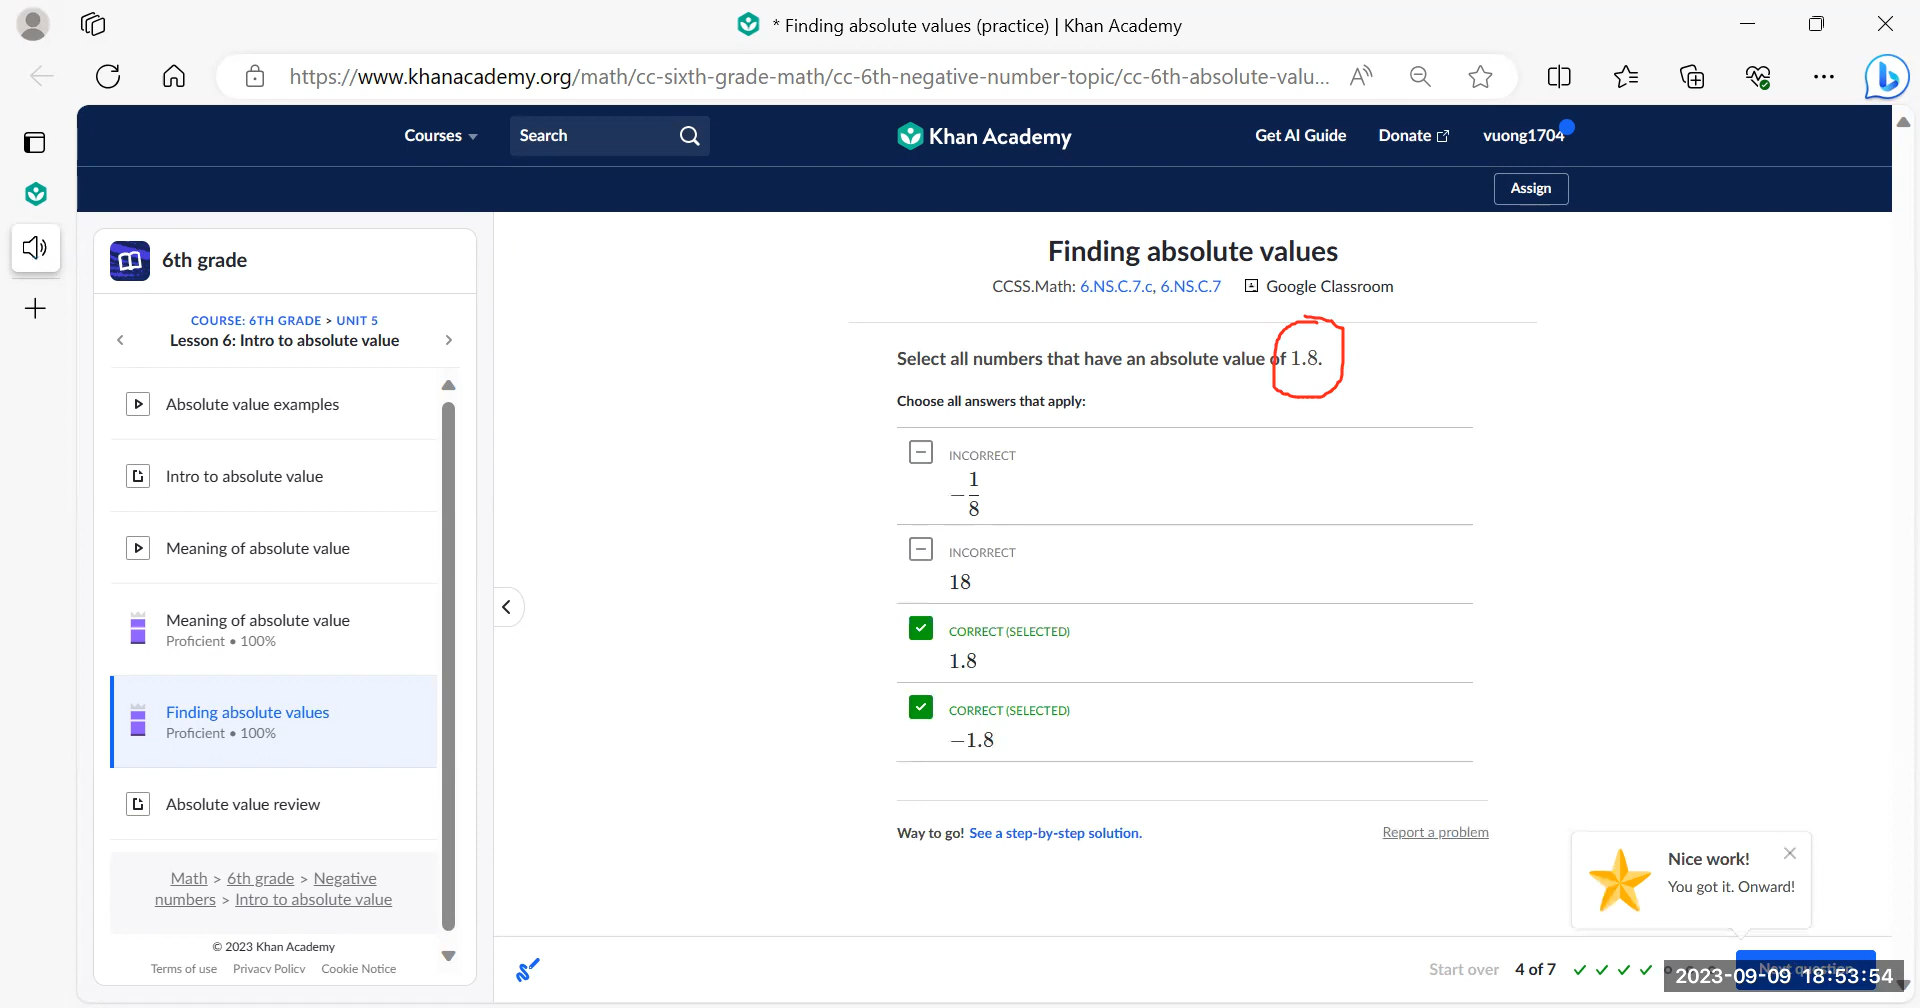 * Finding absolute values (practice) | Khan Academy
https://www.khanacademy.org/math/cc-sixth-grade-math/cc-6th-negative-number-topic/cc-6th-absolute-valu...
Courses
Search
Khan Academy
Get AI Guide
Donate
vuong1704
Assign
6th grade
COURSE: 6TH GRADE > UNIT 5
Lesson 6: Intro to absolute value
Absolute value examples
Intro to absolute value
Meaning of absolute value
Meaning of absolute value
Proficient • 100%
Finding absolute values
Proficient • 100%
Absolute value review
Math > 6th grade > Negative
numbers > Intro to absolute value
© 2023 Khan Academy
Terms of use Privacy Policy Cookie Notice
Finding absolute values
CCSS.Math: 6.NS.C.7.c, 6.NS.C.7 Google Classroom
Select all numbers that have an absolute value of 1.8.
Choose all answers that apply:
INCORRECT
−1/8
INCORRECT
18
CORRECT (SELECTED)
1.8
CORRECT (SELECTED)
−1.8
Way to go! See a step-by-step solution.
Report a problem
Nice work!
You got it. Onward!
Start over 4 of 7
Next question
2023-09-09 18:53:54